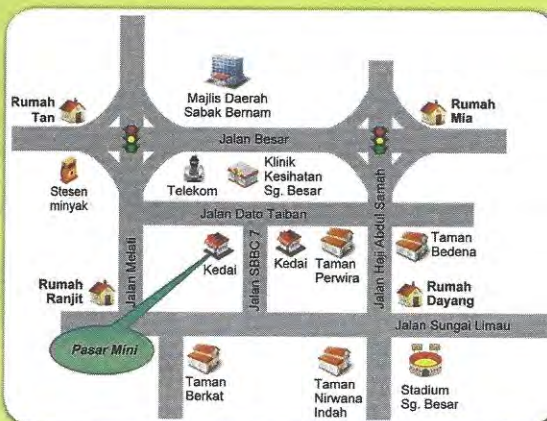 Majlis Daerah
Sabak Bernam
Rumah
Tan
Rumah
Mia
Jalan Besar
Stesen
minyak
Telekom
Klinik
Kesihatan
Sg. Besar
Jalan Dato Taiban
Jalan Melati
Kedai
Jalan SBBC 7
Kedai
Taman
Perwira
Jalan Haji Abdul Samah
Taman
Bedena
Rumah
Ranjit
Rumah
Dayang
Jalan Sungai Limau
Pasar Mini
Taman
Berkat
Taman
Nirwana
Indah
Stadium
Sg. Besar